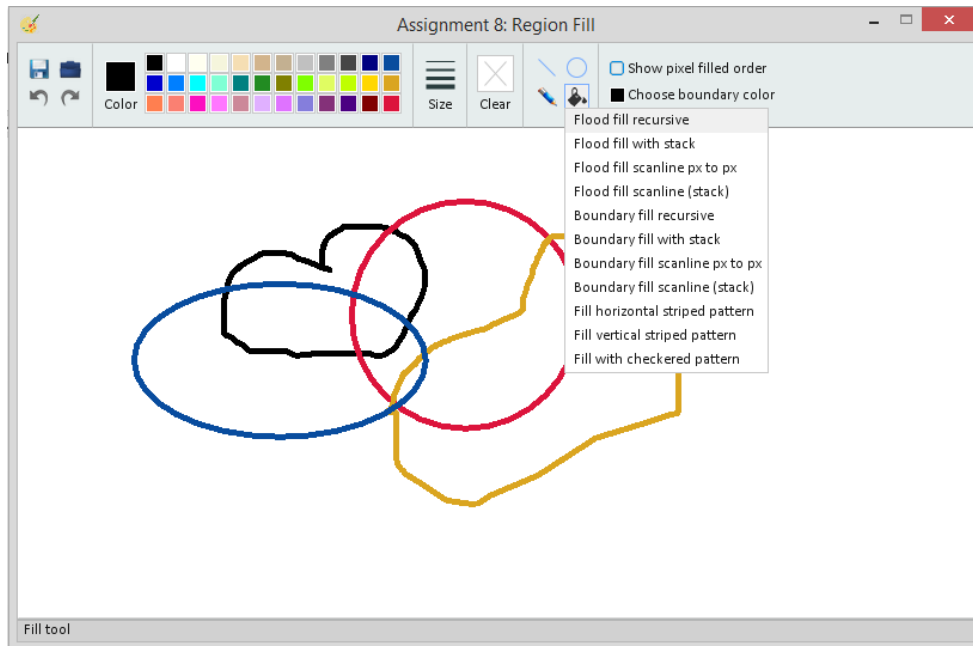 Assignment 8: Region Fill
Color
Size
Clear
Show pixel filled order
Choose boundary color
Flood fill recursive
Flood fill with stack
Flood fill scanline px to px
Flood fill scanline (stack)
Boundary fill recursive
Boundary fill with stack
Boundary fill scanline px to px
Boundary fill scanline (stack)
Fill horizontal striped pattern
Fill vertical striped pattern
Fill with checkered pattern
Fill tool